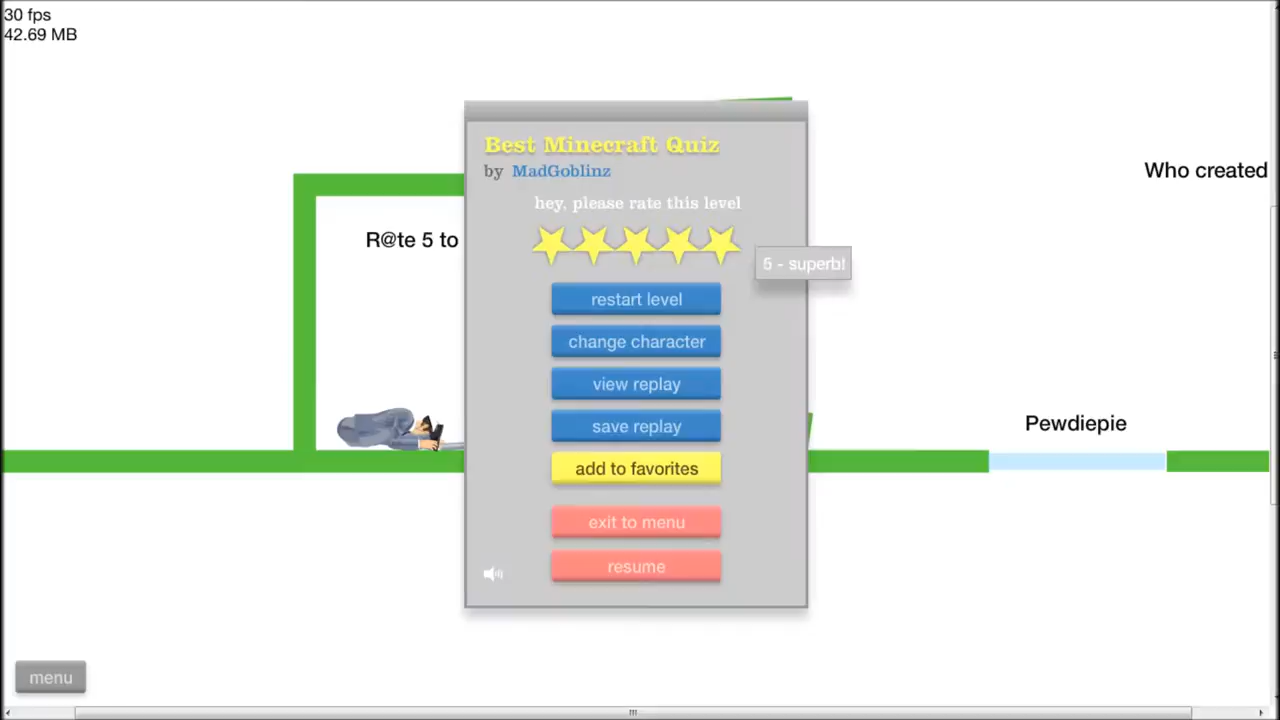 30 fps
42.69 MB
Best Minecraft Quiz
by MadGoblinz
hey, please rate this level
Who created
R@te 5 to
5 - superb!
restart level
change character
view replay
save replay
Pewdiepie
add to favorites
exit to menu
resume
menu